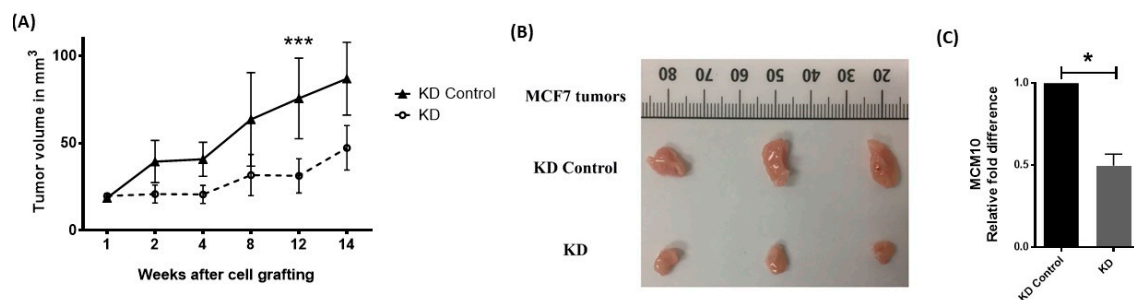 (A)
Tumor volume in mm3
100
50
0
***
1 2 4 8 12 14
Weeks after cell grafting
KD Control
KD
(B)
MCF7 tumors
80 70 60 50 40 30 20
KD Control
KD
(C)
MCM10
Relative fold difference
*
1.0
0.5
0.0
KD Control
KD